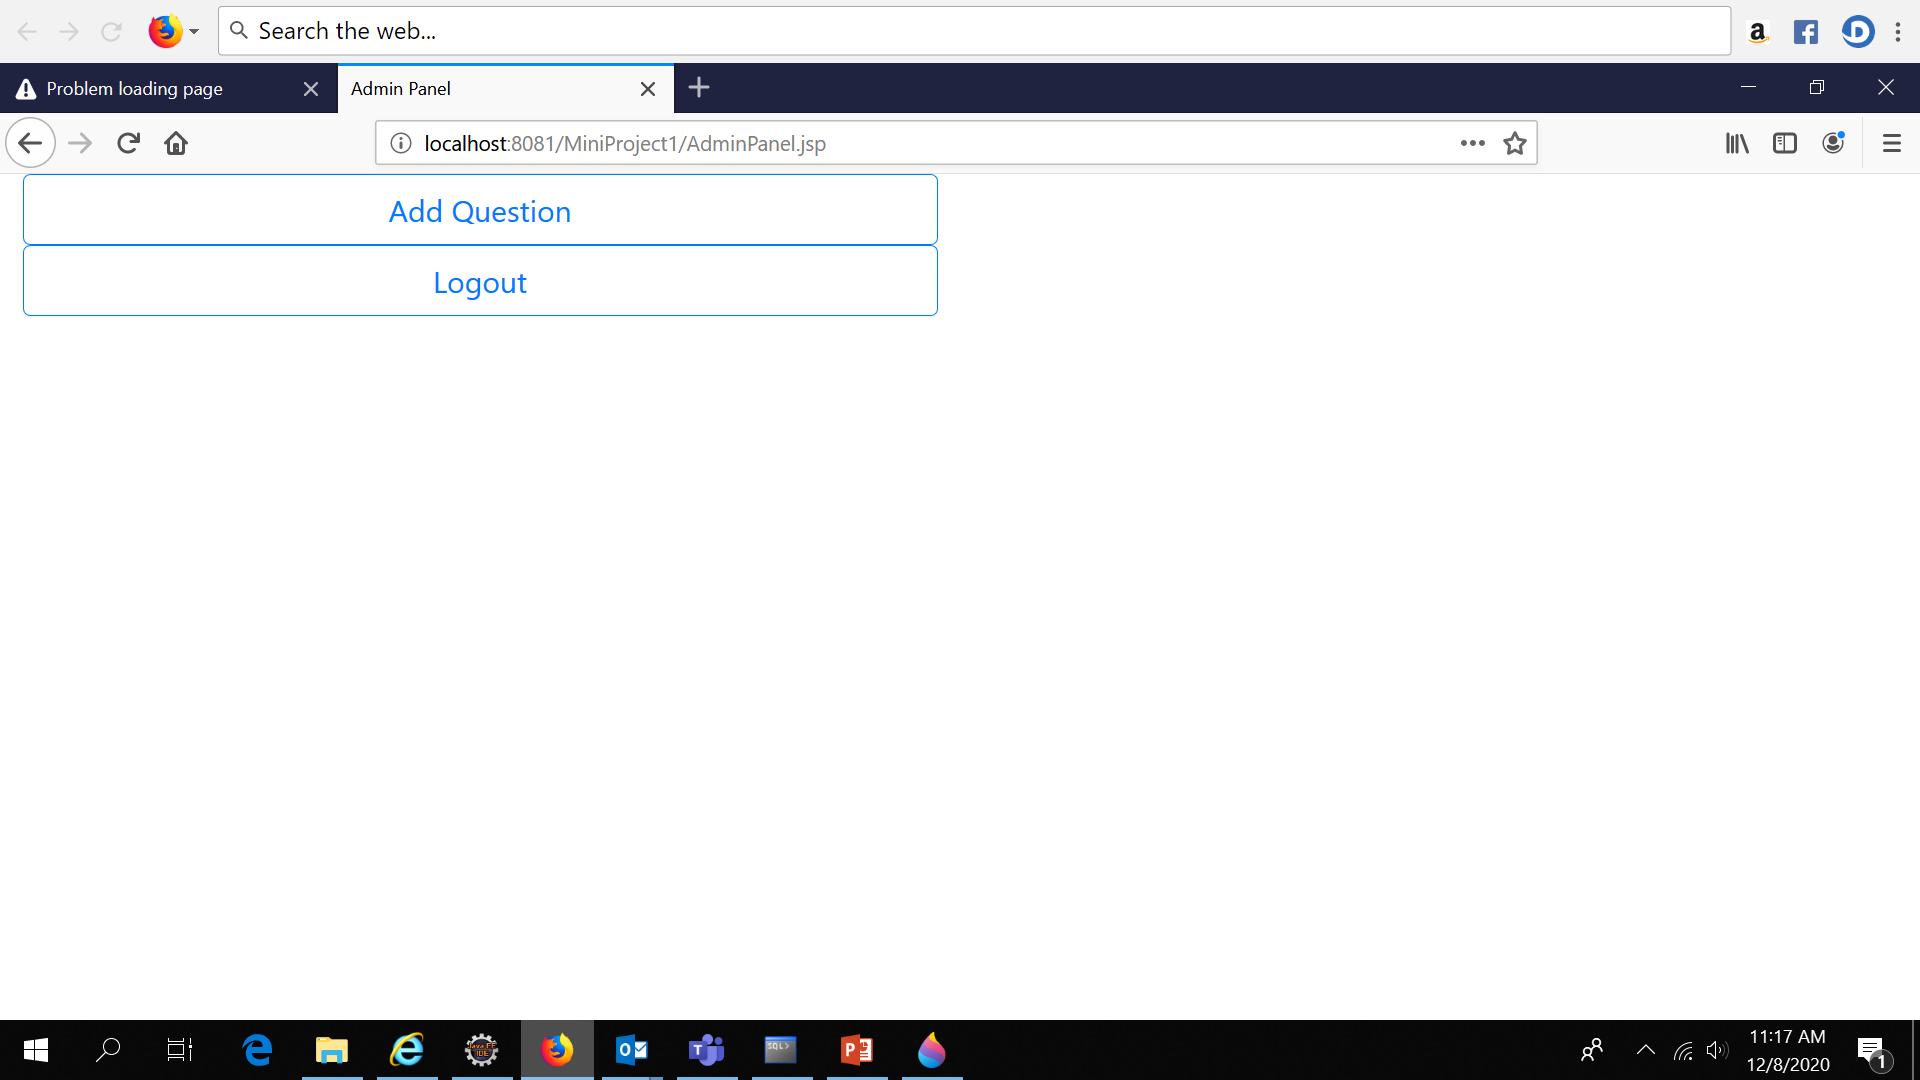 Search the web...
Problem loading page
Admin Panel
localhost:8081/MiniProject1/AdminPanel.jsp
Add Question
Logout
11:17 AM
12/8/2020
1